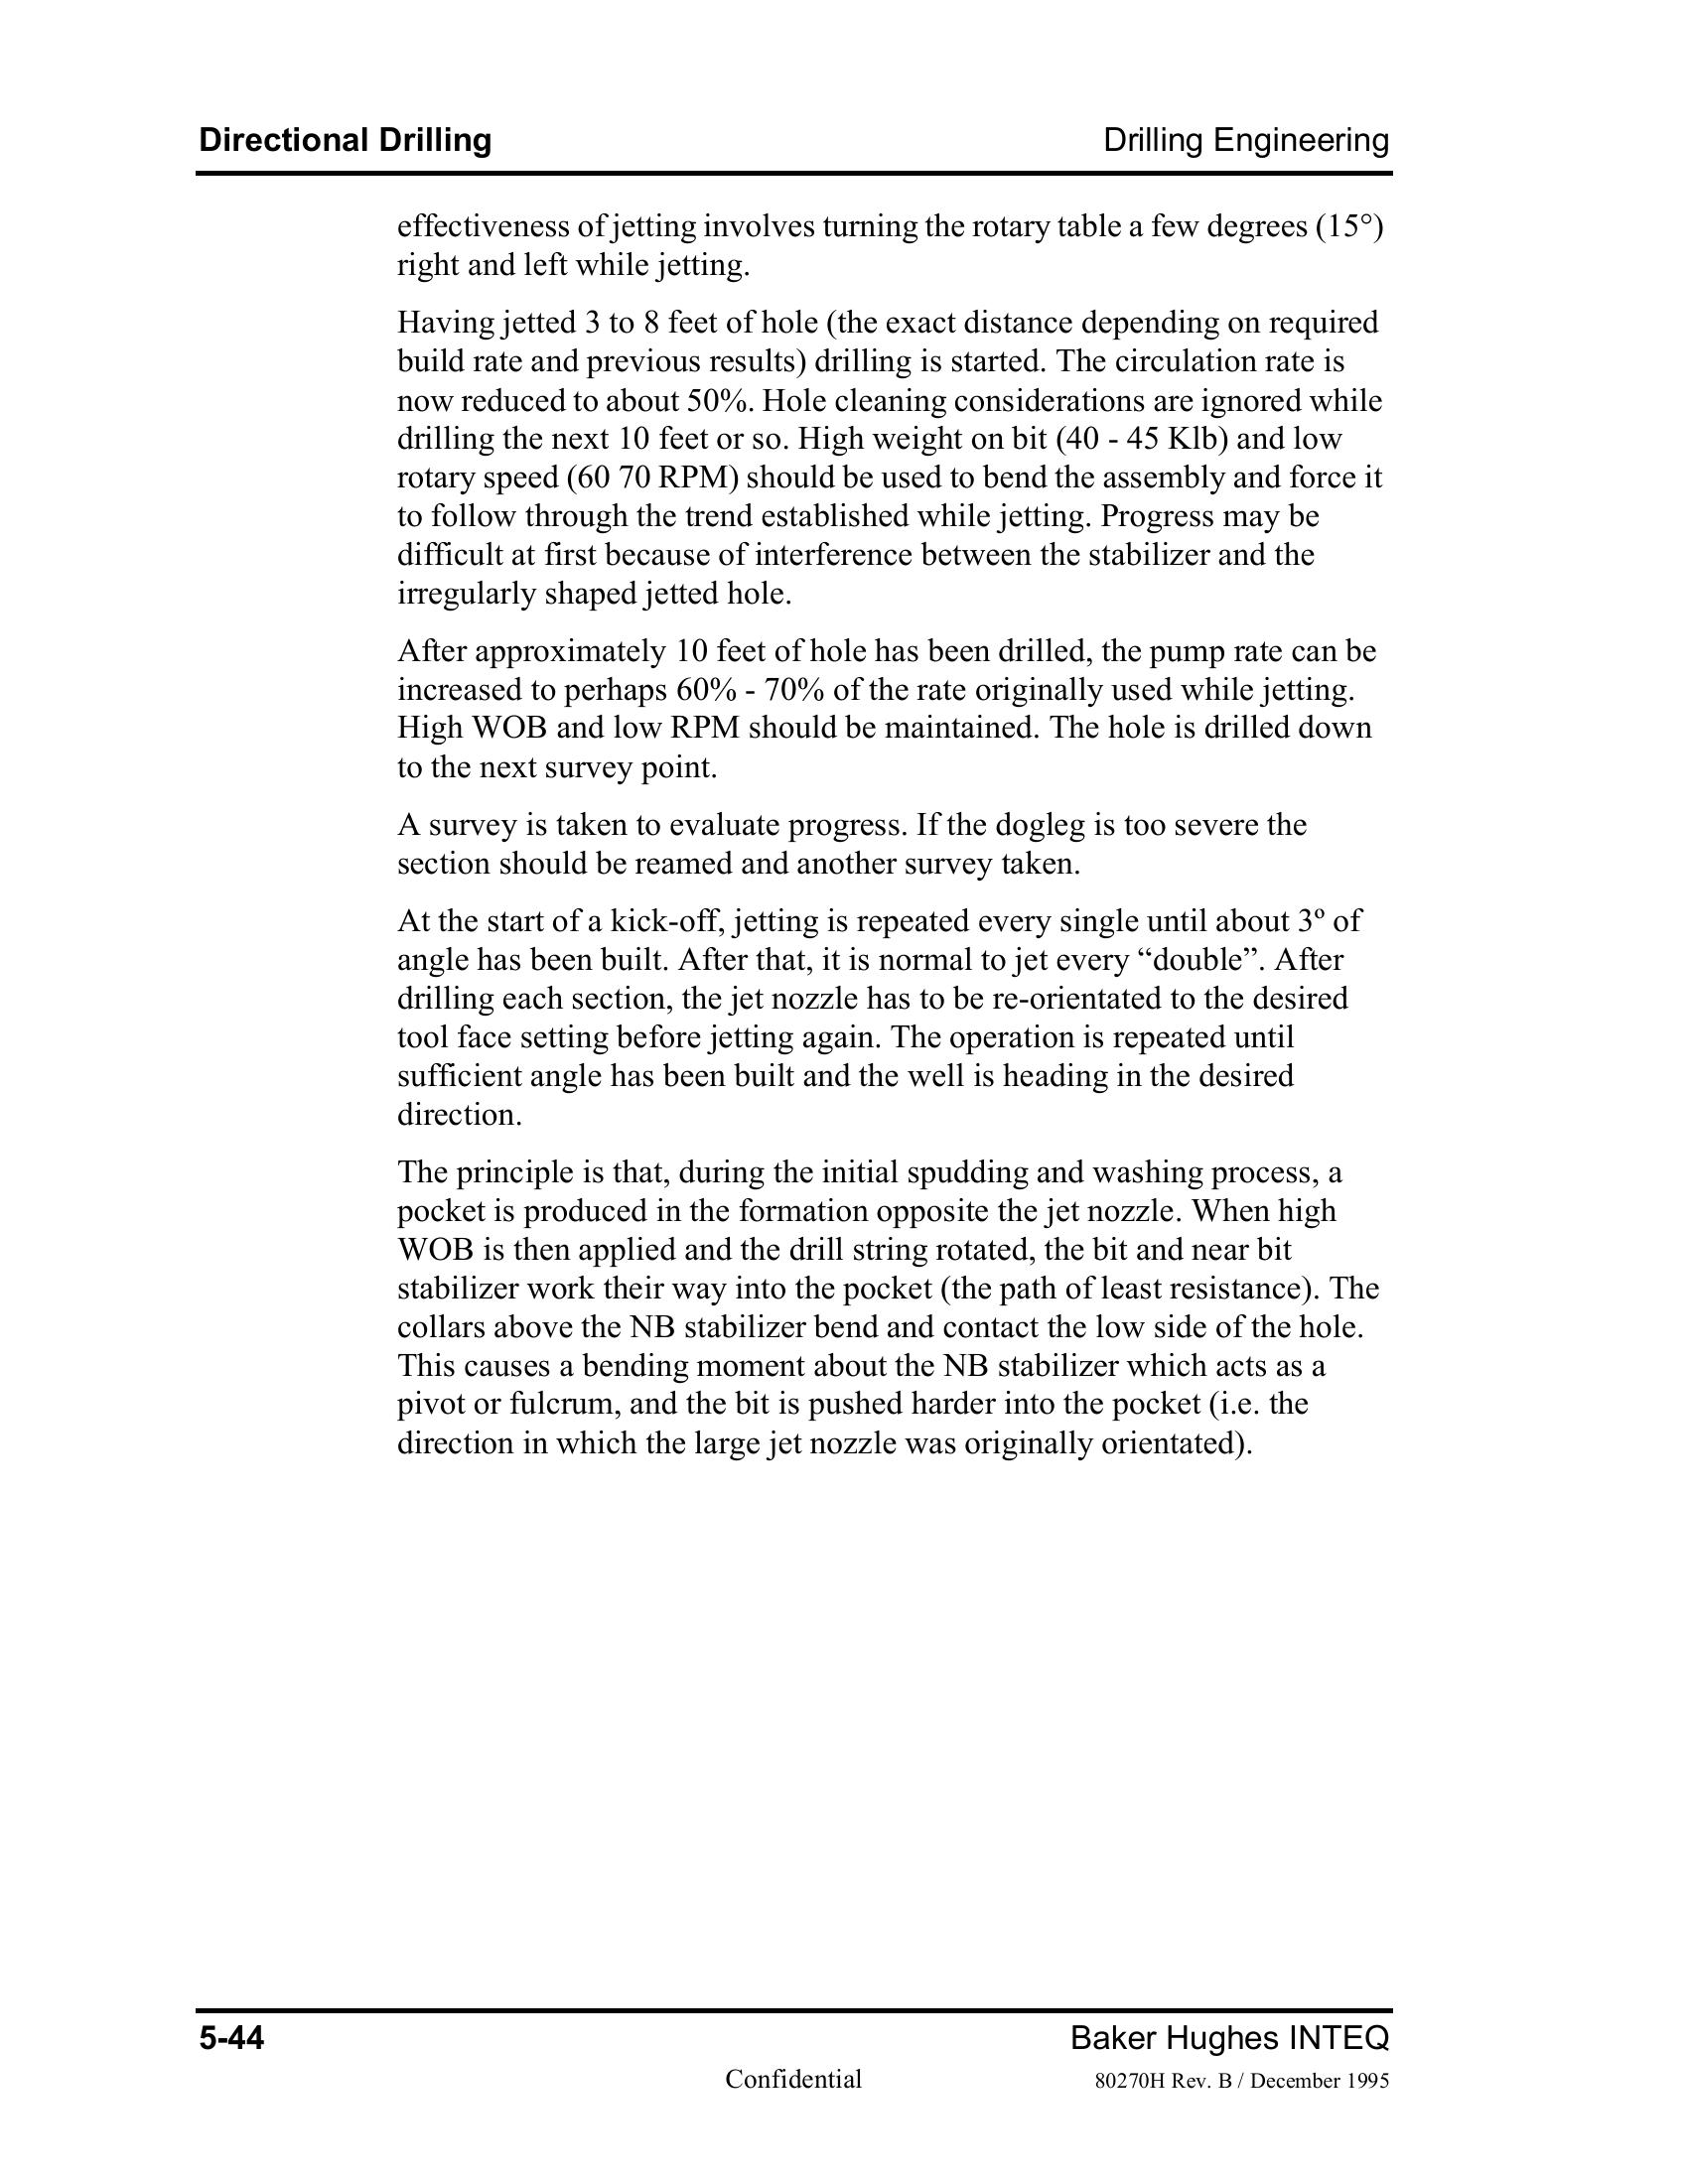 Directional Drilling Drilling Engineering
effectiveness of jetting involves turning the rotary table a few degrees (15°)
right and left while jetting.
Having jetted 3 to 8 feet of hole (the exact distance depending on required
build rate and previous results) drilling is started. The circulation rate is
now reduced to about 50%. Hole cleaning considerations are ignored while
drilling the next 10 feet or so. High weight on bit (40 - 45 Klb) and low
rotary speed (60 70 RPM) should be used to bend the assembly and force it
to follow through the trend established while jetting. Progress may be
difficult at first because of interference between the stabilizer and the
irregularly shaped jetted hole.
After approximately 10 feet of hole has been drilled, the pump rate can be
increased to perhaps 60% - 70% of the rate originally used while jetting.
High WOB and low RPM should be maintained. The hole is drilled down
to the next survey point.
A survey is taken to evaluate progress. If the dogleg is too severe the
section should be reamed and another survey taken.
At the start of a kick-off, jetting is repeated every single until about 3º of
angle has been built. After that, it is normal to jet every “double”. After
drilling each section, the jet nozzle has to be re-orientated to the desired
tool face setting before jetting again. The operation is repeated until
sufficient angle has been built and the well is heading in the desired
direction.
The principle is that, during the initial spudding and washing process, a
pocket is produced in the formation opposite the jet nozzle. When high
WOB is then applied and the drill string rotated, the bit and near bit
stabilizer work their way into the pocket (the path of least resistance). The
collars above the NB stabilizer bend and contact the low side of the hole.
This causes a bending moment about the NB stabilizer which acts as a
pivot or fulcrum, and the bit is pushed harder into the pocket (i.e. the
direction in which the large jet nozzle was originally orientated).
5-44 Baker Hughes INTEQ
Confidential 80270H Rev. B / December 1995